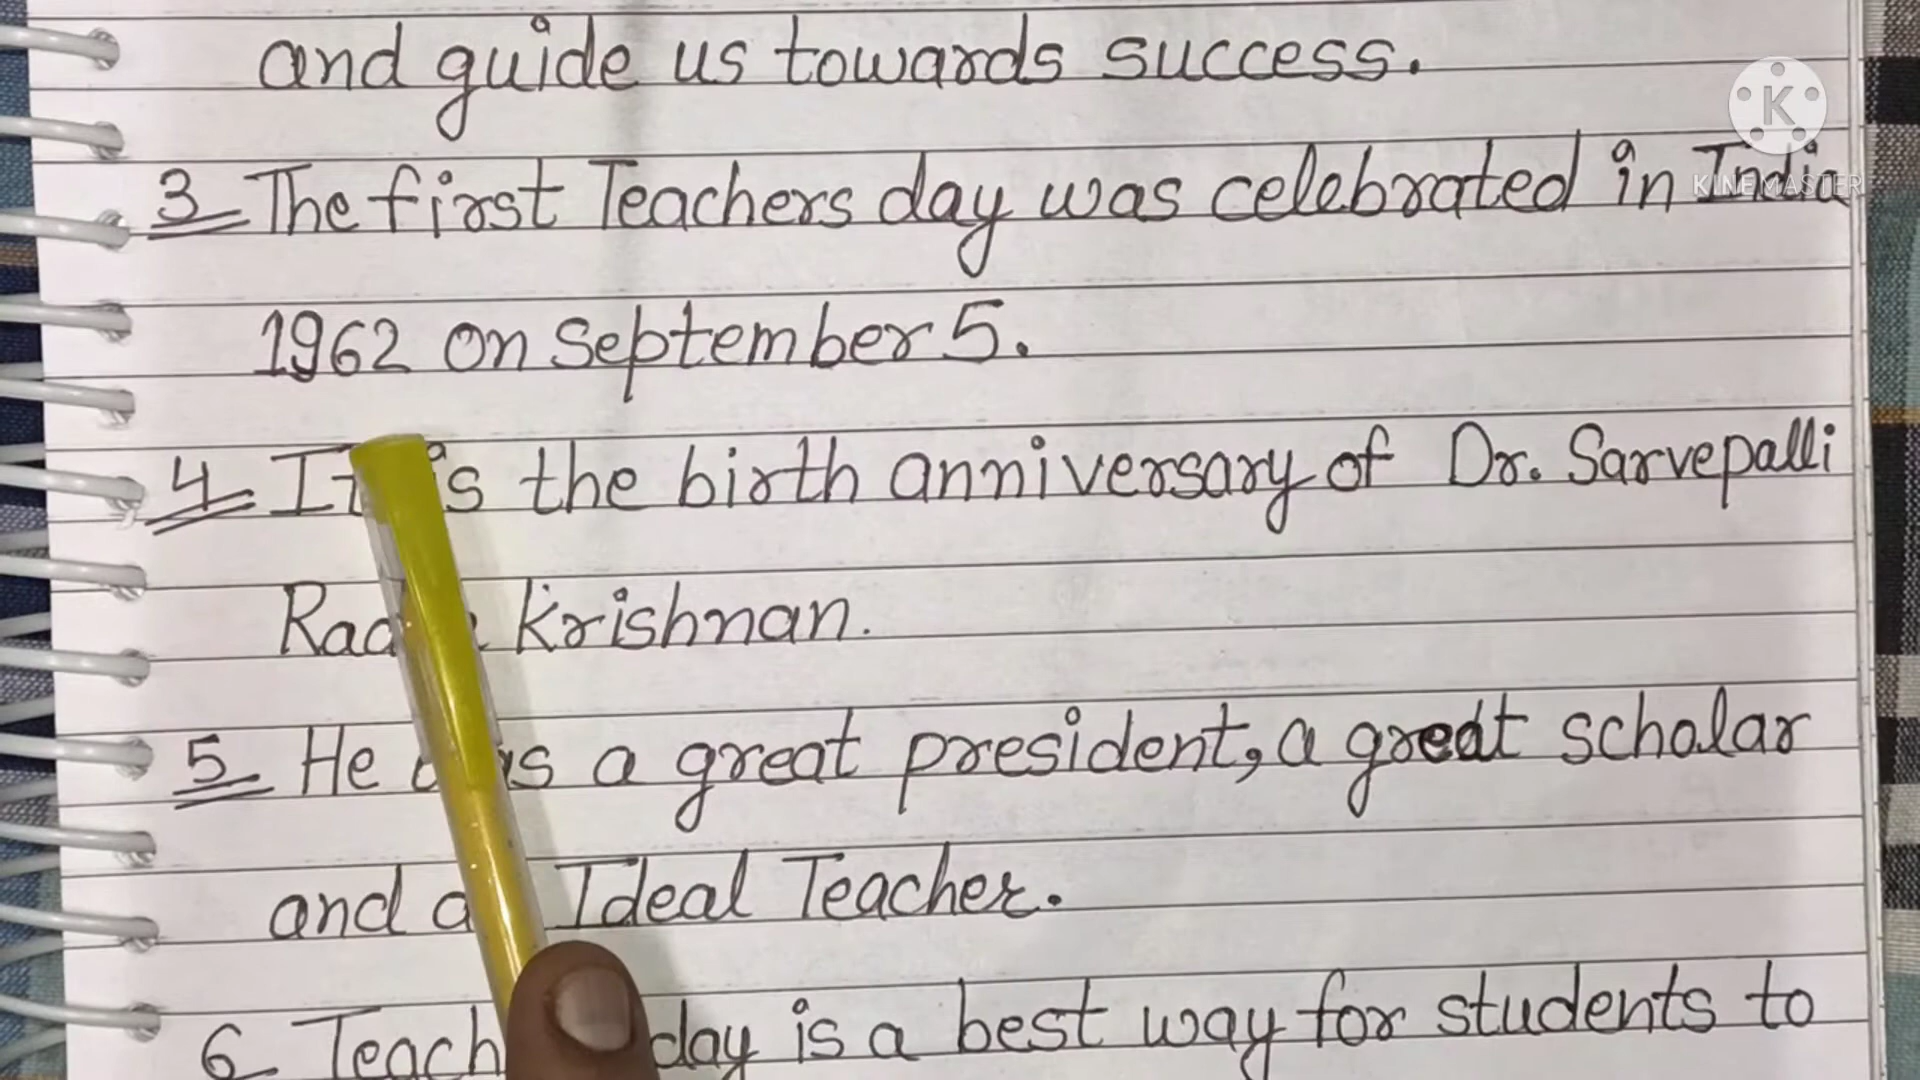 and guide us towards success.
3 The first Teachers day was celebrated in India
1962 on September 5.
4 It is the birth anniversary of Dr. Sarvepalli
Krishnan.
5 He a great president, a great scholar
and Ideal Teacher.
6 day is a best way for students to
K
KINEMASTER